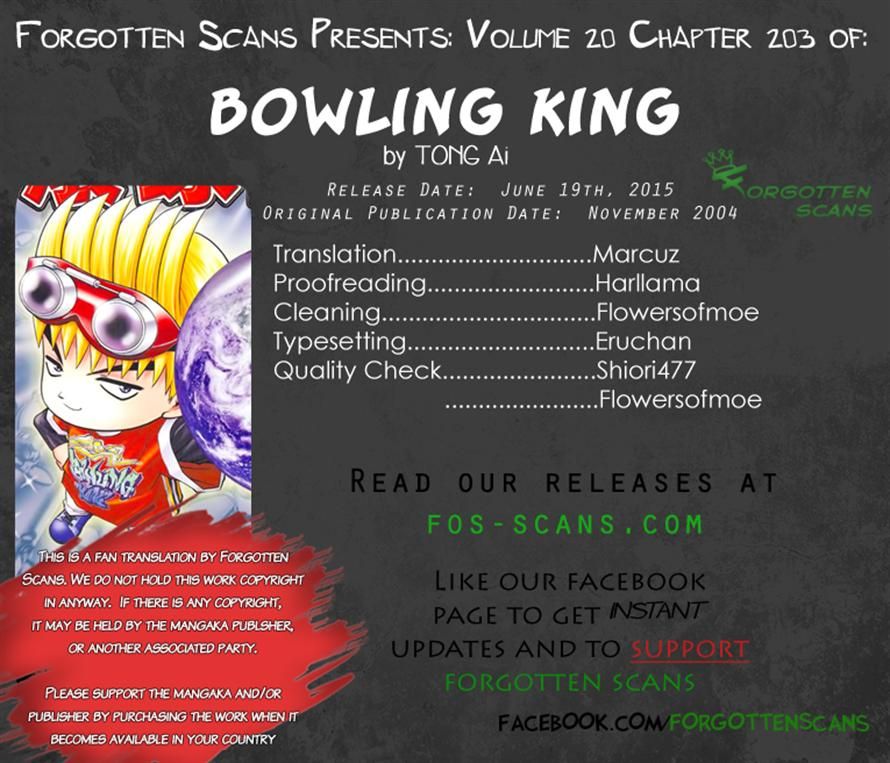 Forgotten Scans Presents: Volume 20 Chapter 203 of:
BOWLING KING
by TONG Ai
Release Date: June 19th, 2015
Original Publication Date: November 2004
Forgotten
Scans
Translation.............................Marcuz
Proofreading.........................Harllama
Cleaning................................Flowersofmoe
Typesetting............................Eruchan
Quality Check.......................Shiori477
.......................Flowersofmoe
Read our releases at
fos-scans.com
This is a fan translation by Forgotten
Scans. We do not hold this work copyright
in anyway. If there is any copyright,
it may be held by the mangaka publsher,
or another associated party.
Please support the mangaka and/or
publisher by purchasing the work when it
becomes available in your country
Like our facebook
page to get INSTANT
updates and to support
forgotten scans
facebook.com/forgottenscans